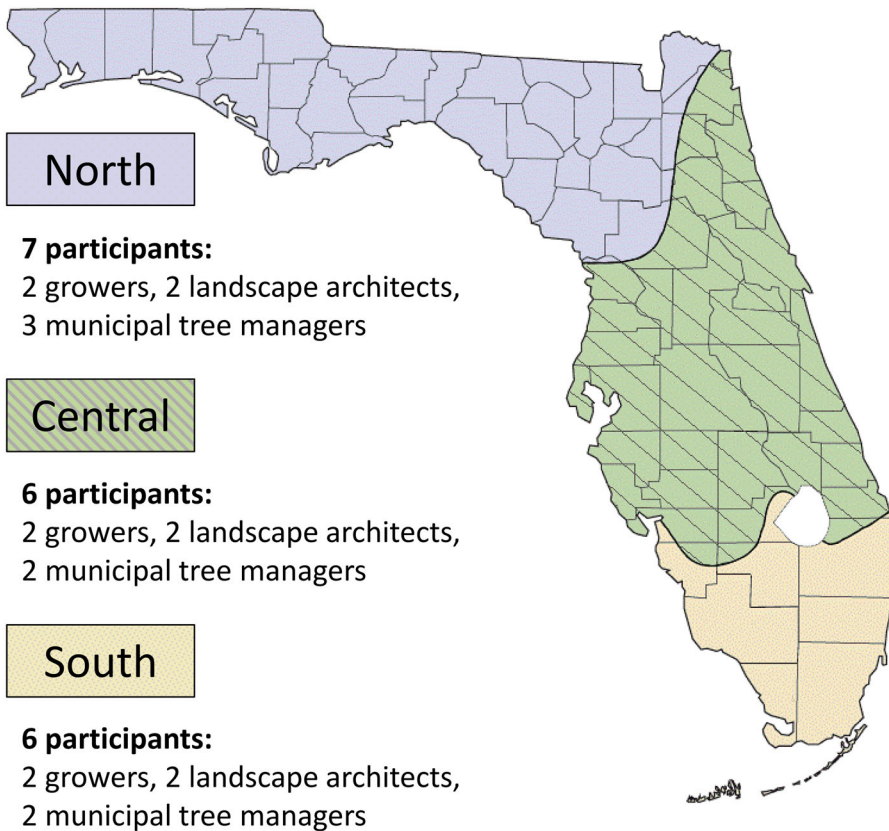 North
7 participants:
2 growers, 2 landscape architects,
3 municipal tree managers
Central
6 participants:
2 growers, 2 landscape architects,
2 municipal tree managers
South
6 participants:
2 growers, 2 landscape architects,
2 municipal tree managers